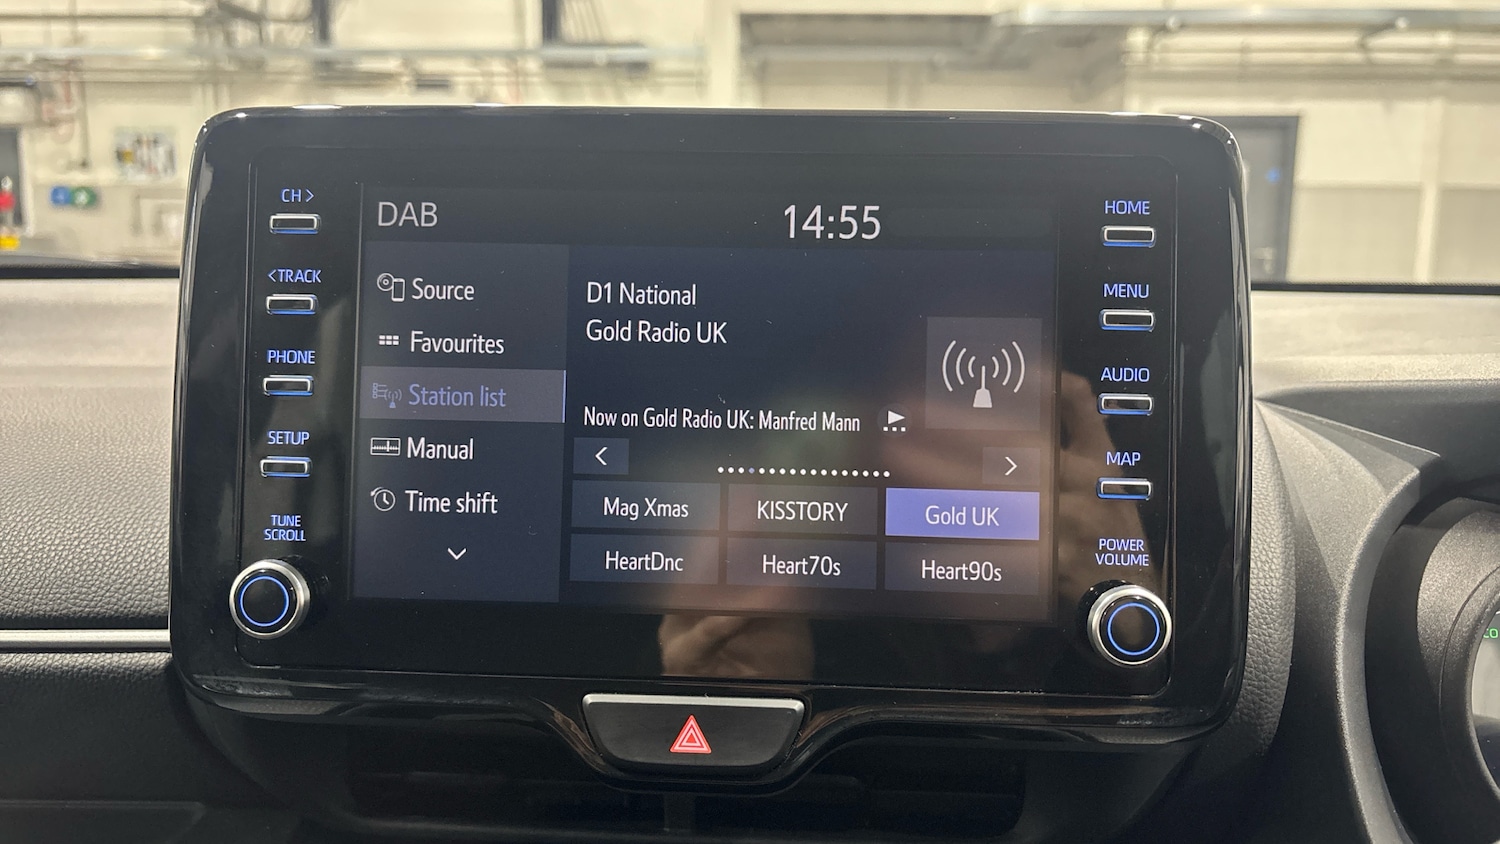 CH>
<TRACK
PHONE
SETUP
TUNE
SCROLL
DAB
14:55
Source
Favourites
Station list
Manual
Time shift
D1 National
Gold Radio UK
Now on Gold Radio UK: Manfred Mann
Mag Xmas
KISSTORY
Gold UK
HeartDnc
Heart70s
Heart90s
HOME
MENU
AUDIO
MAP
POWER
VOLUME